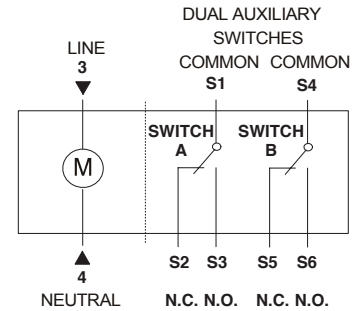 DUAL AUXILIARY
SWITCHES
LINE
COMMON COMMON
3
S1 S4
SWITCH SWITCH
A B
M
S2 S3 S5 S6
4
NEUTRAL N.C. N.O. N.C. N.O.